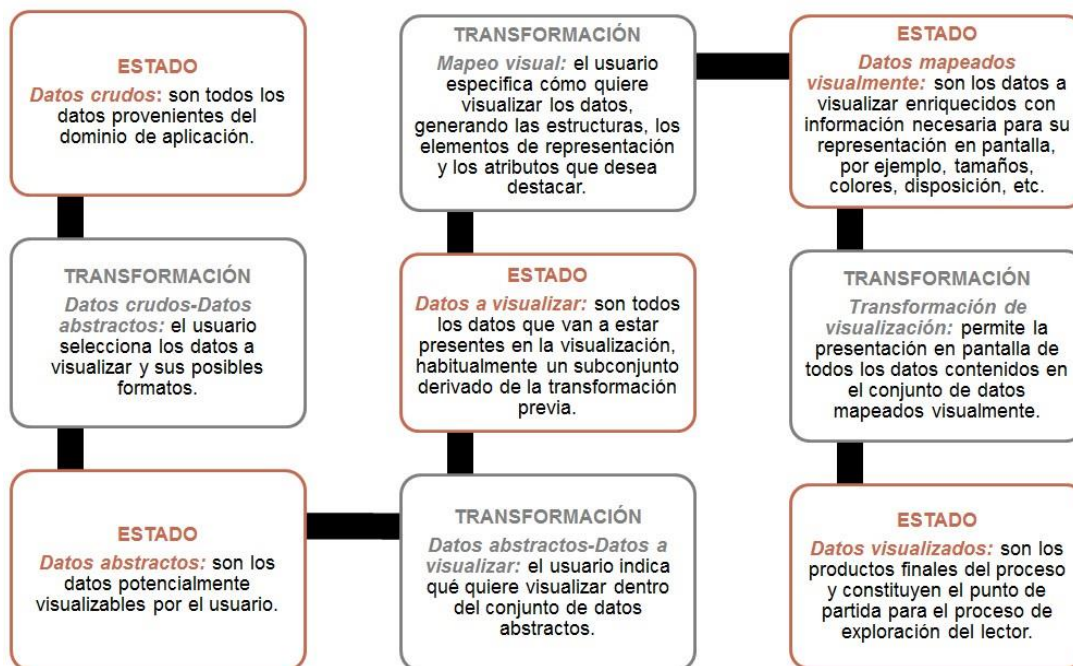 ESTADO
Datos crudos: son todos los
datos provenientes del
dominio de aplicación.
TRANSFORMACIÓN
Datos crudos-Datos
abstractos: el usuario
selecciona los datos a
visualizar y sus posibles
formatos.
ESTADO
Datos abstractos: son los
datos potencialmente
visualizables por el usuario.
TRANSFORMACIÓN
Datos abstractos-Datos a
visualizar: el usuario indica
qué quiere visualizar dentro
del conjunto de datos
abstractos.
ESTADO
Datos a visualizar: son todos
los datos que van a estar
presentes en la visualización,
habitualmente un subconjunto
derivado de la transformación
previa.
TRANSFORMACIÓN
Mapeo visual: el usuario
especifica cómo quiere
visualizar los datos,
generando las estructuras, los
elementos de representación
y los atributos que desea
destacar.
ESTADO
Datos mapeados
visualmente: son los datos a
visualizar enriquecidos con
información necesaria para su
representación en pantalla,
por ejemplo, tamaños,
colores, disposición, etc.
TRANSFORMACIÓN
Transformación de
visualización: permite la
presentación en pantalla de
todos los datos contenidos en
el conjunto de datos
mapeados visualmente.
ESTADO
Datos visualizados: son los
productos finales del proceso
y constituyen el punto de
partida para el proceso de
exploración del lector.